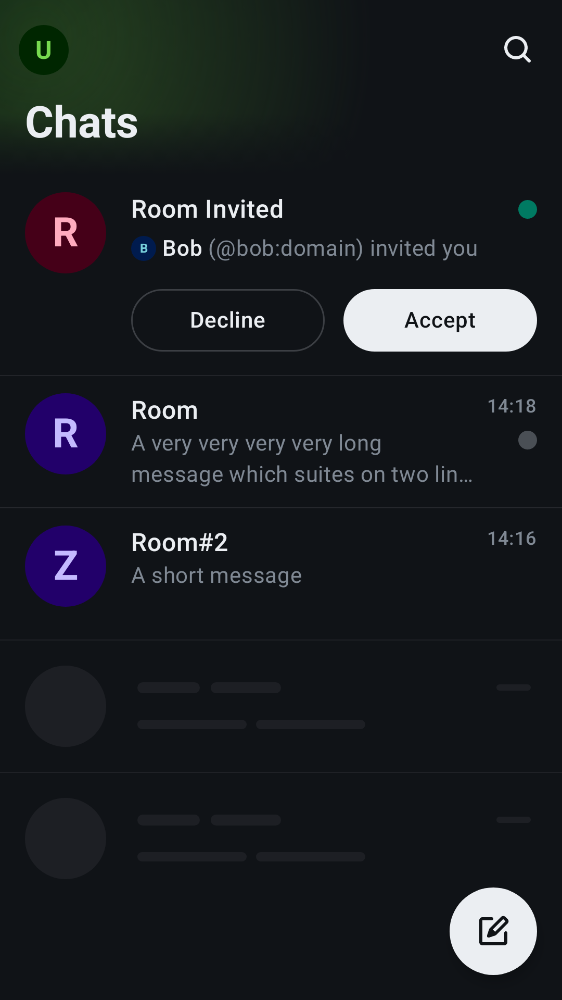 U
Chats
R
Room Invited
B Bob (@bob:domain) invited you
Decline Accept
R
Room 14:18
A very very very very long
message which suites on two lin…
Z
Room#2 14:16
A short message